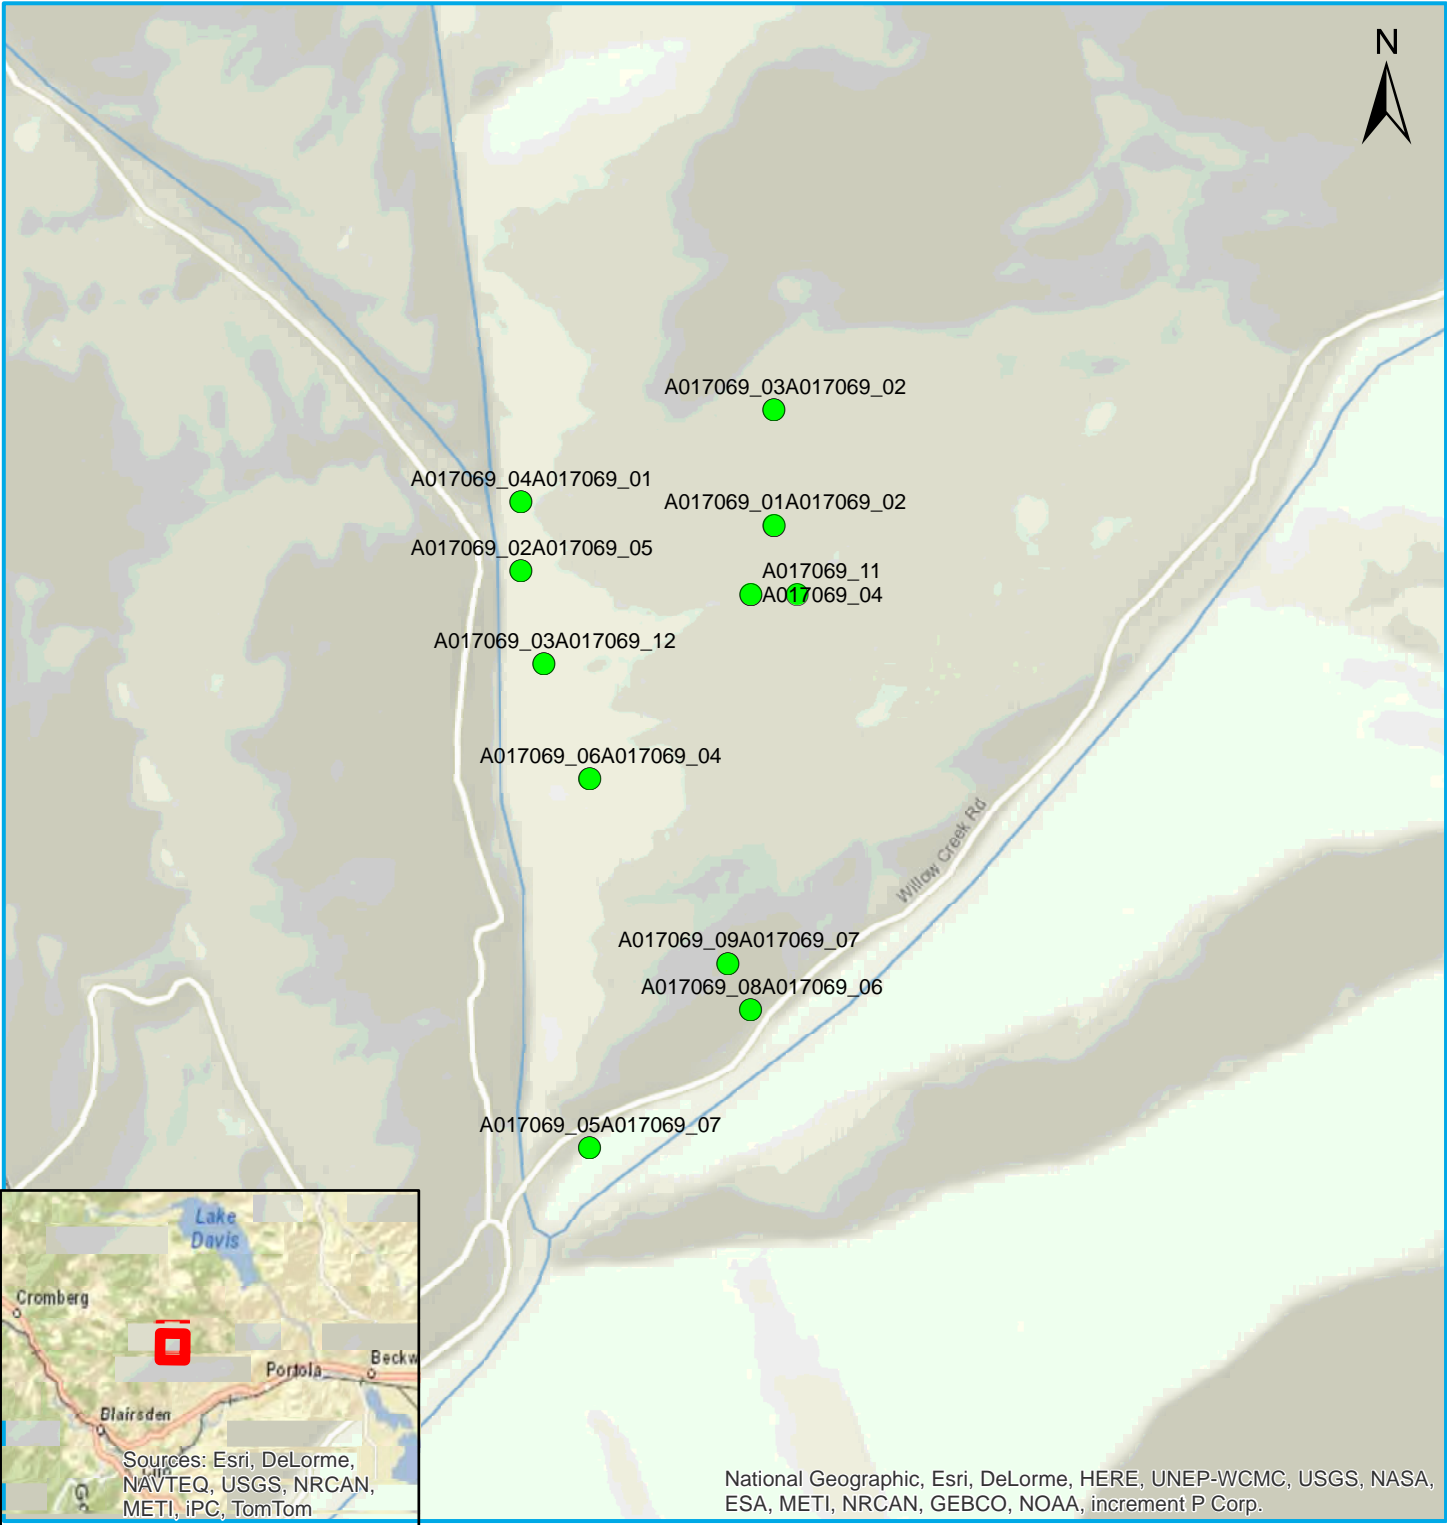 N
A017069_03A017069_02
A017069_04A017069_01
A017069_01A017069_02
A017069_02A017069_05
A017069_11
A017069_04
A017069_03A017069_12
A017069_06A017069_04
Willow Creek Rd
A017069_09A017069_07
A017069_08A017069_06
A017069_05A017069_07
Lake
Davis
Cromberg
Portola
Beckw
Blairsden
Sources: Esri, DeLorme,
NAVTEQ, USGS, NRCAN,
METI, iPC, TomTom
National Geographic, Esri, DeLorme, HERE, UNEP-WCMC, USGS, NASA,
ESA, METI, NRCAN, GEBCO, NOAA, increment P Corp.